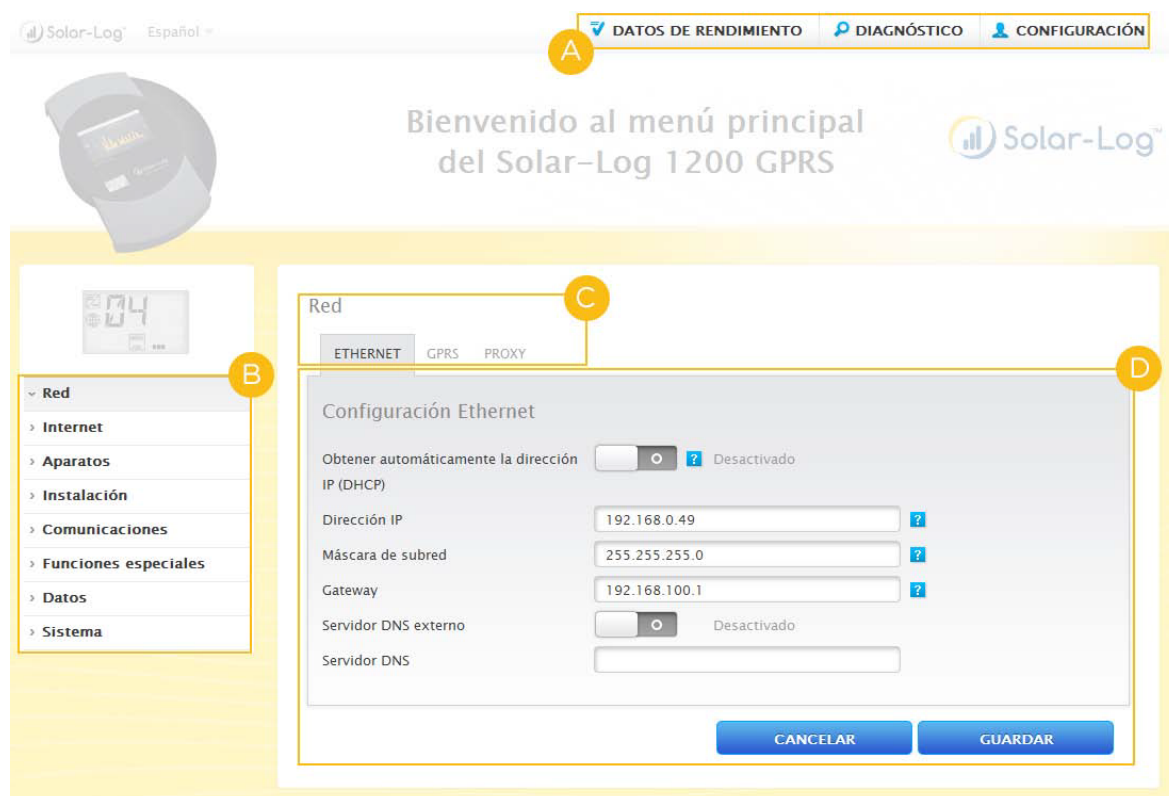 Solar-Log™ Español
DATOS DE RENDIMIENTO DIAGNÓSTICO CONFIGURACIÓN
A
Bienvenido al menú principal
del Solar-Log 1200 GPRS
Solar-Log™
04
B
Red
Internet
Aparatos
Instalación
Comunicaciones
Funciones especiales
Datos
Sistema
C
Red
ETHERNET GPRS PROXY
D
Configuración Ethernet
Obtener automáticamente la dirección
IP (DHCP)
? Desactivado
Dirección IP 192.168.0.49 ?
Máscara de subred 255.255.255.0 ?
Gateway 192.168.100.1 ?
Servidor DNS externo Desactivado
Servidor DNS
CANCELAR GUARDAR